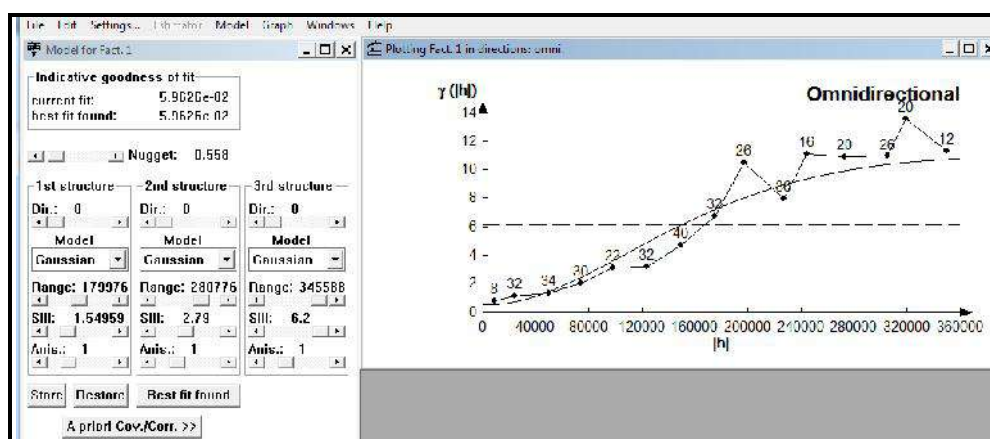 File Edit Settings... Estimator Model Graph Windows Help
Model for Fact. 1
Indicative goodness of fit
current fit: 5.9626e-02
best fit found: 5.9626e-02
Nugget: 0.558
1st structure 2nd structure 3rd structure
Dir.: 0 Dir.: 0 Dir.: 0
Model Model Model
Gaussian Gaussian Gaussian
Range: 179976 Range: 280776 Range: 345588
Sill: 1.54959 Sill: 2.79 Sill: 6.2
Anis.: 1 Anis.: 1 Anis.: 1
Store Restore Best fit found
A priori Cov./Corr. >>
Plotting Fact. 1 in directions: omni
γ (|h|)
Omnidirectional
14
12
10
8
6
4
2
0
8 32 34 30 22 32 40 32 26 16 20 26 20 12
0 40000 80000 120000 160000 200000 240000 280000 320000 360000
|h|